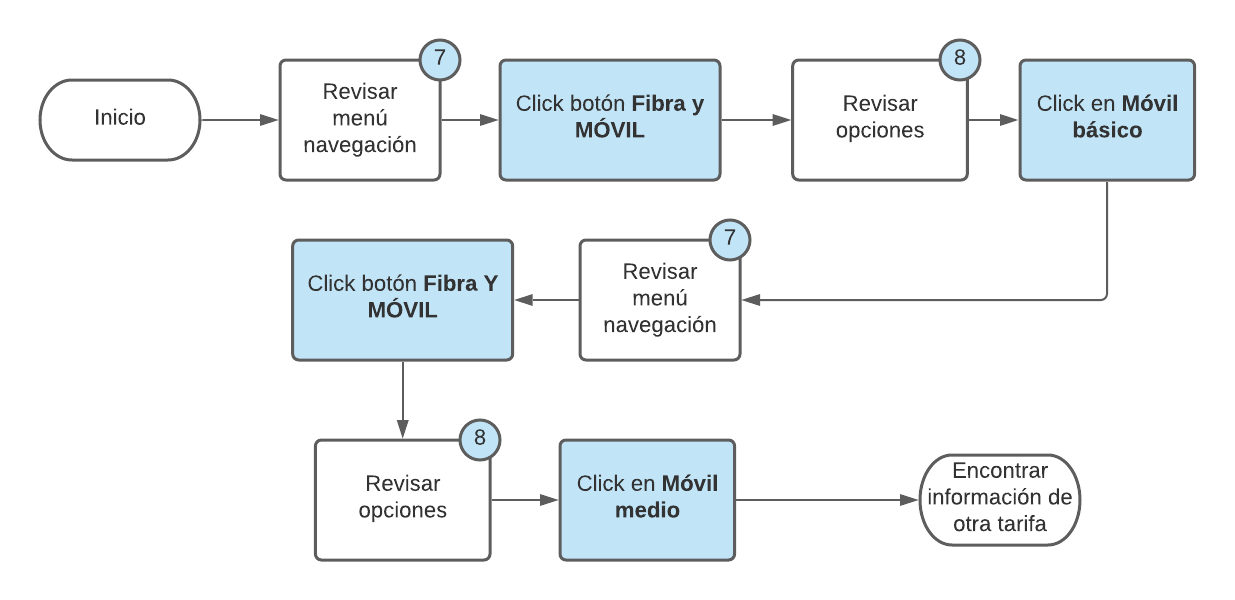 Inicio
7
Revisar
menú
navegación
Click botón Fibra y
MÓVIL
8
Revisar
opciones
Click en Móvil
básico
7
Revisar
menú
navegación
Click botón Fibra Y
MÓVIL
8
Revisar
opciones
Click en Móvil
medio
Encontrar
información de
otra tarifa